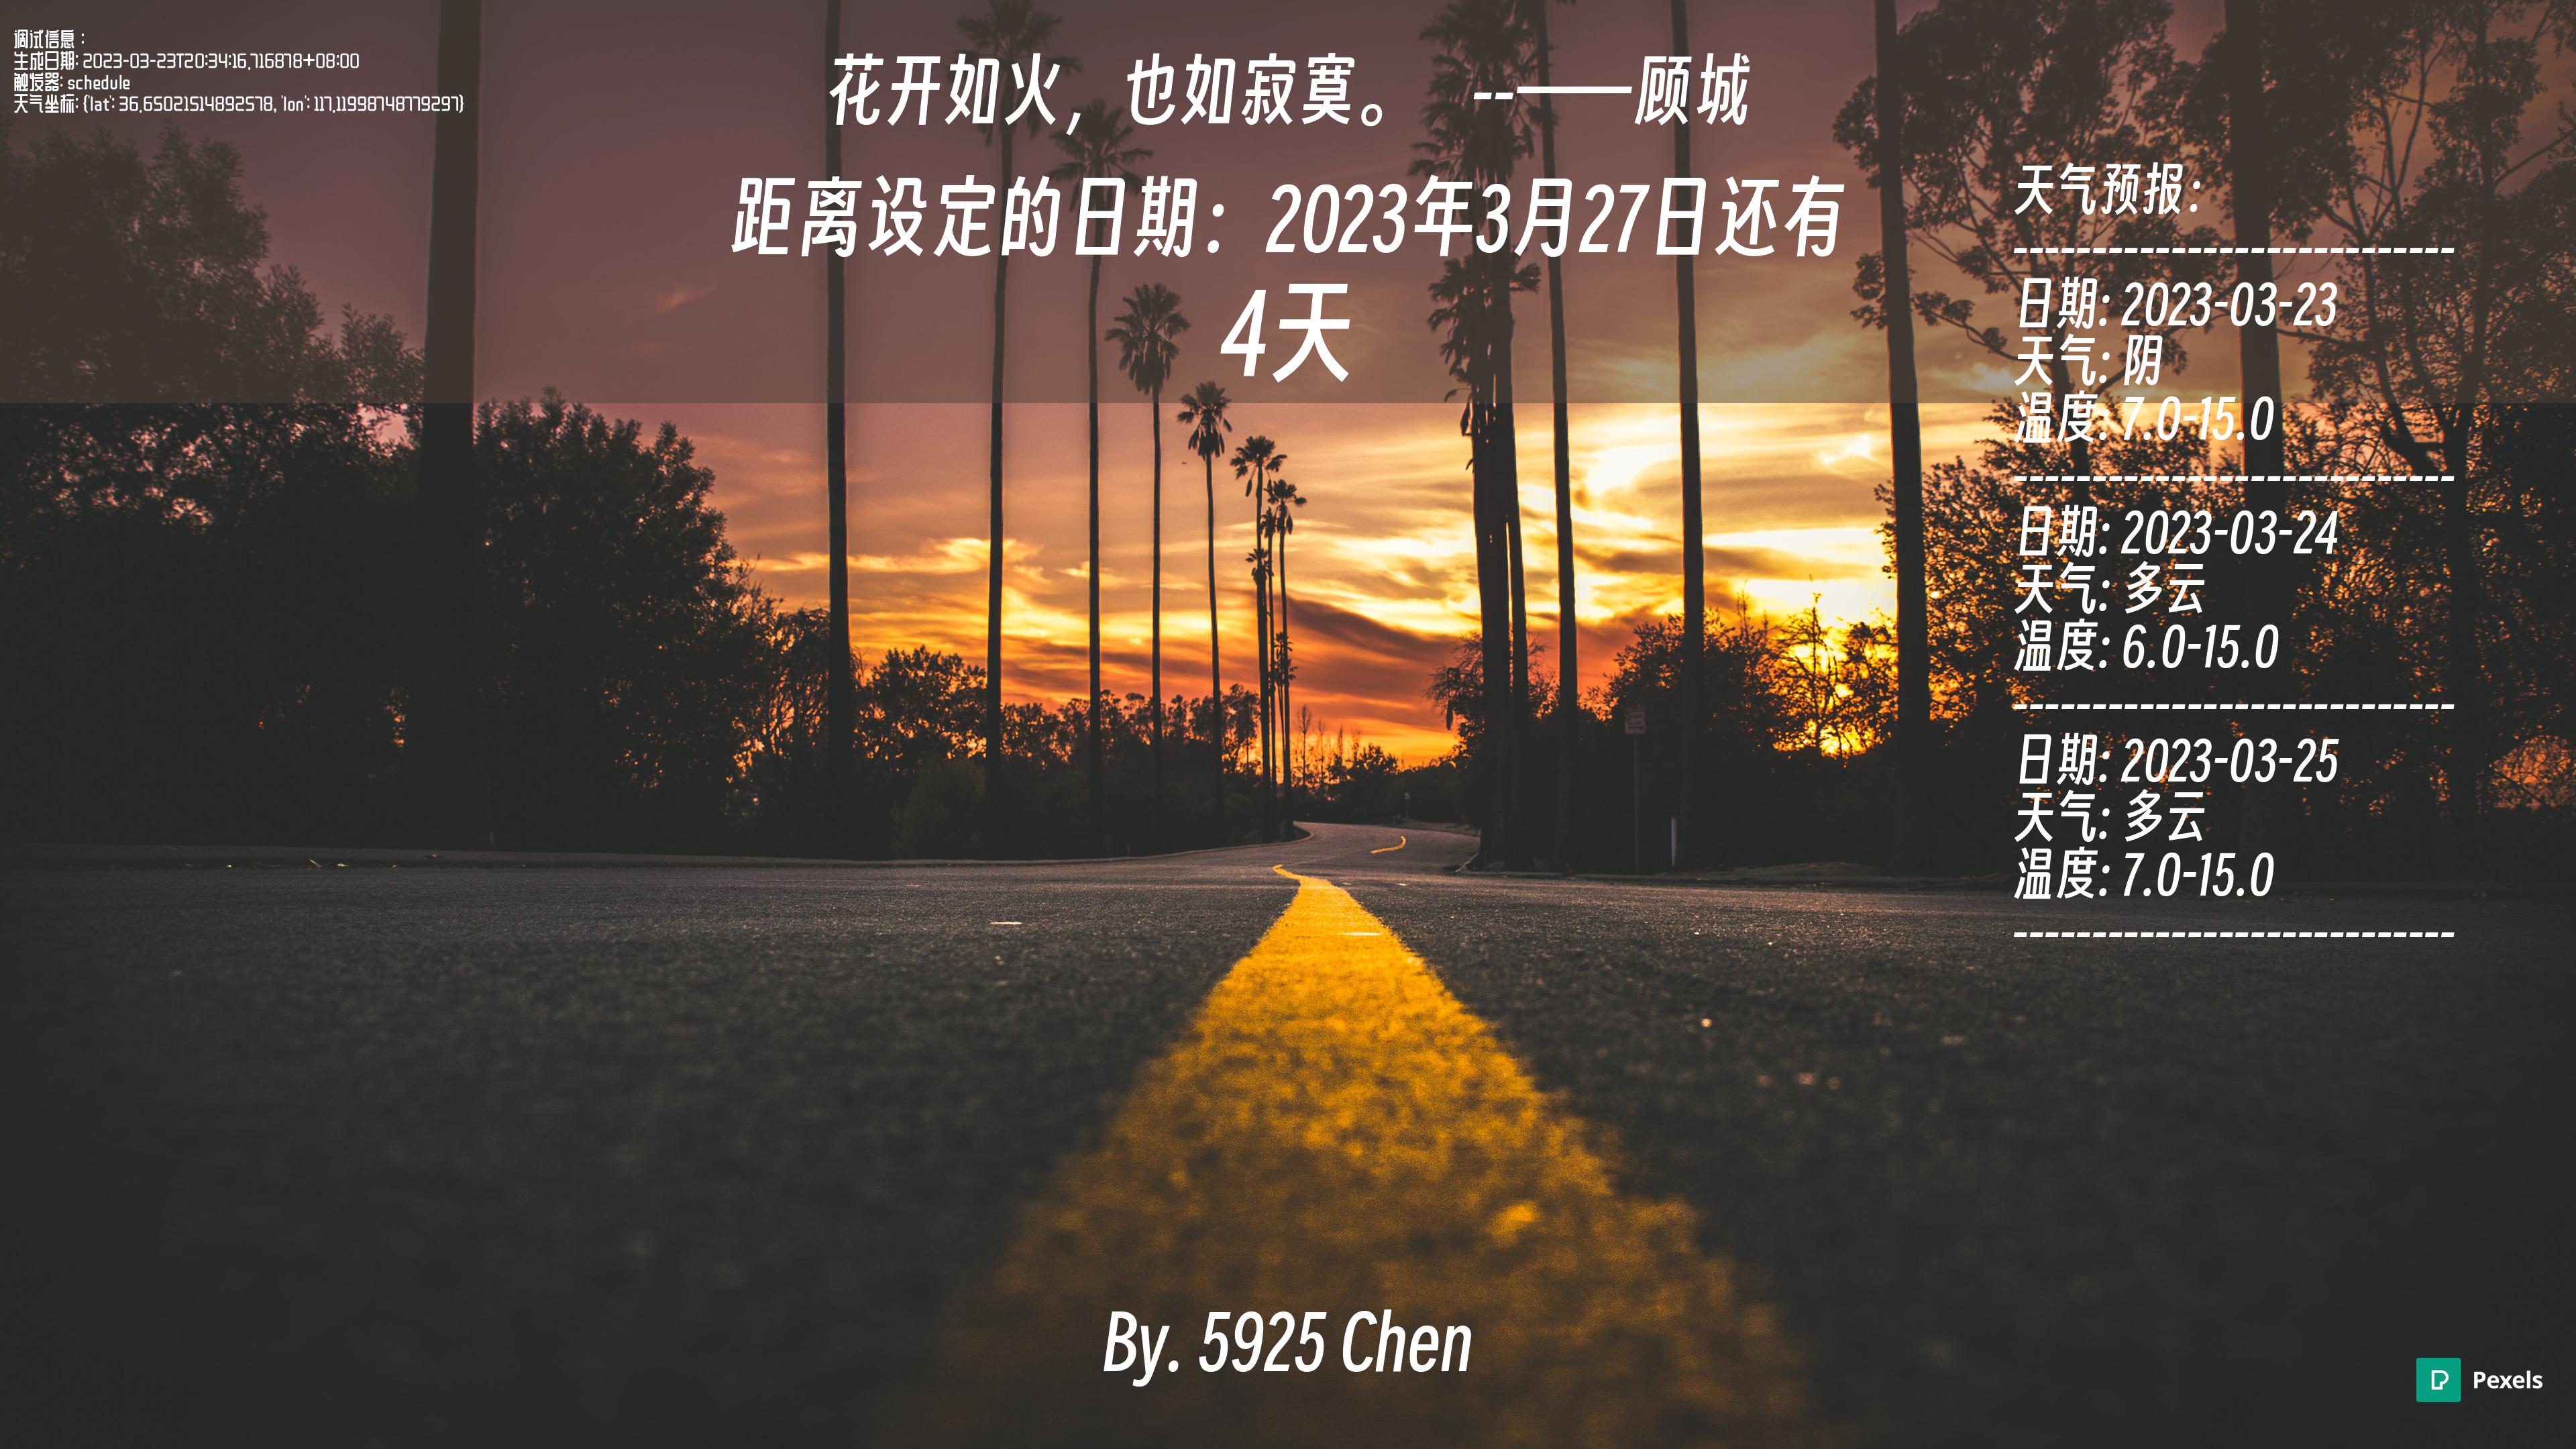 调试信息：
生成日期: 2023-03-23T20:34:16.716878+08:00
触发器: schedule
天气坐标: {'lat': 36.65021514892578, 'lon': 117.11998748779297}
花开如火，也如寂寞。 --——顾城
距离设定的日期：2023年3月27日还有
4天
天气预报:
----------------------------
日期: 2023-03-23
天气: 阴
温度: 7.0-15.0
----------------------------
日期: 2023-03-24
天气: 多云
温度: 6.0-15.0
----------------------------
日期: 2023-03-25
天气: 多云
温度: 7.0-15.0
----------------------------
By. 5925 Chen
Pexels